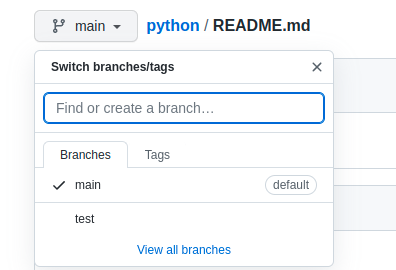 main python / README.md
Switch branches/tags
Find or create a branch...
Branches Tags
main default
test
View all branches